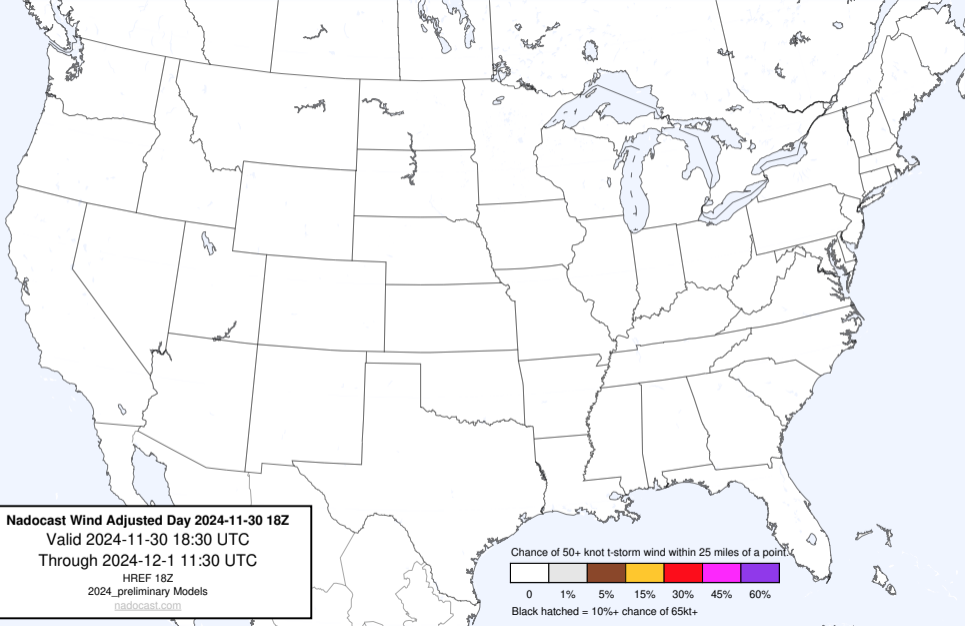 Nadocast Wind Adjusted Day 2024-11-30 18Z
Valid 2024-11-30 18:30 UTC
Through 2024-12-1 11:30 UTC
HREF 18Z
2024_preliminary Models
nadocast.com
Chance of 50+ knot t-storm wind within 25 miles of a point.
0 1% 5% 15% 30% 45% 60%
Black hatched = 10%+ chance of 65kt+